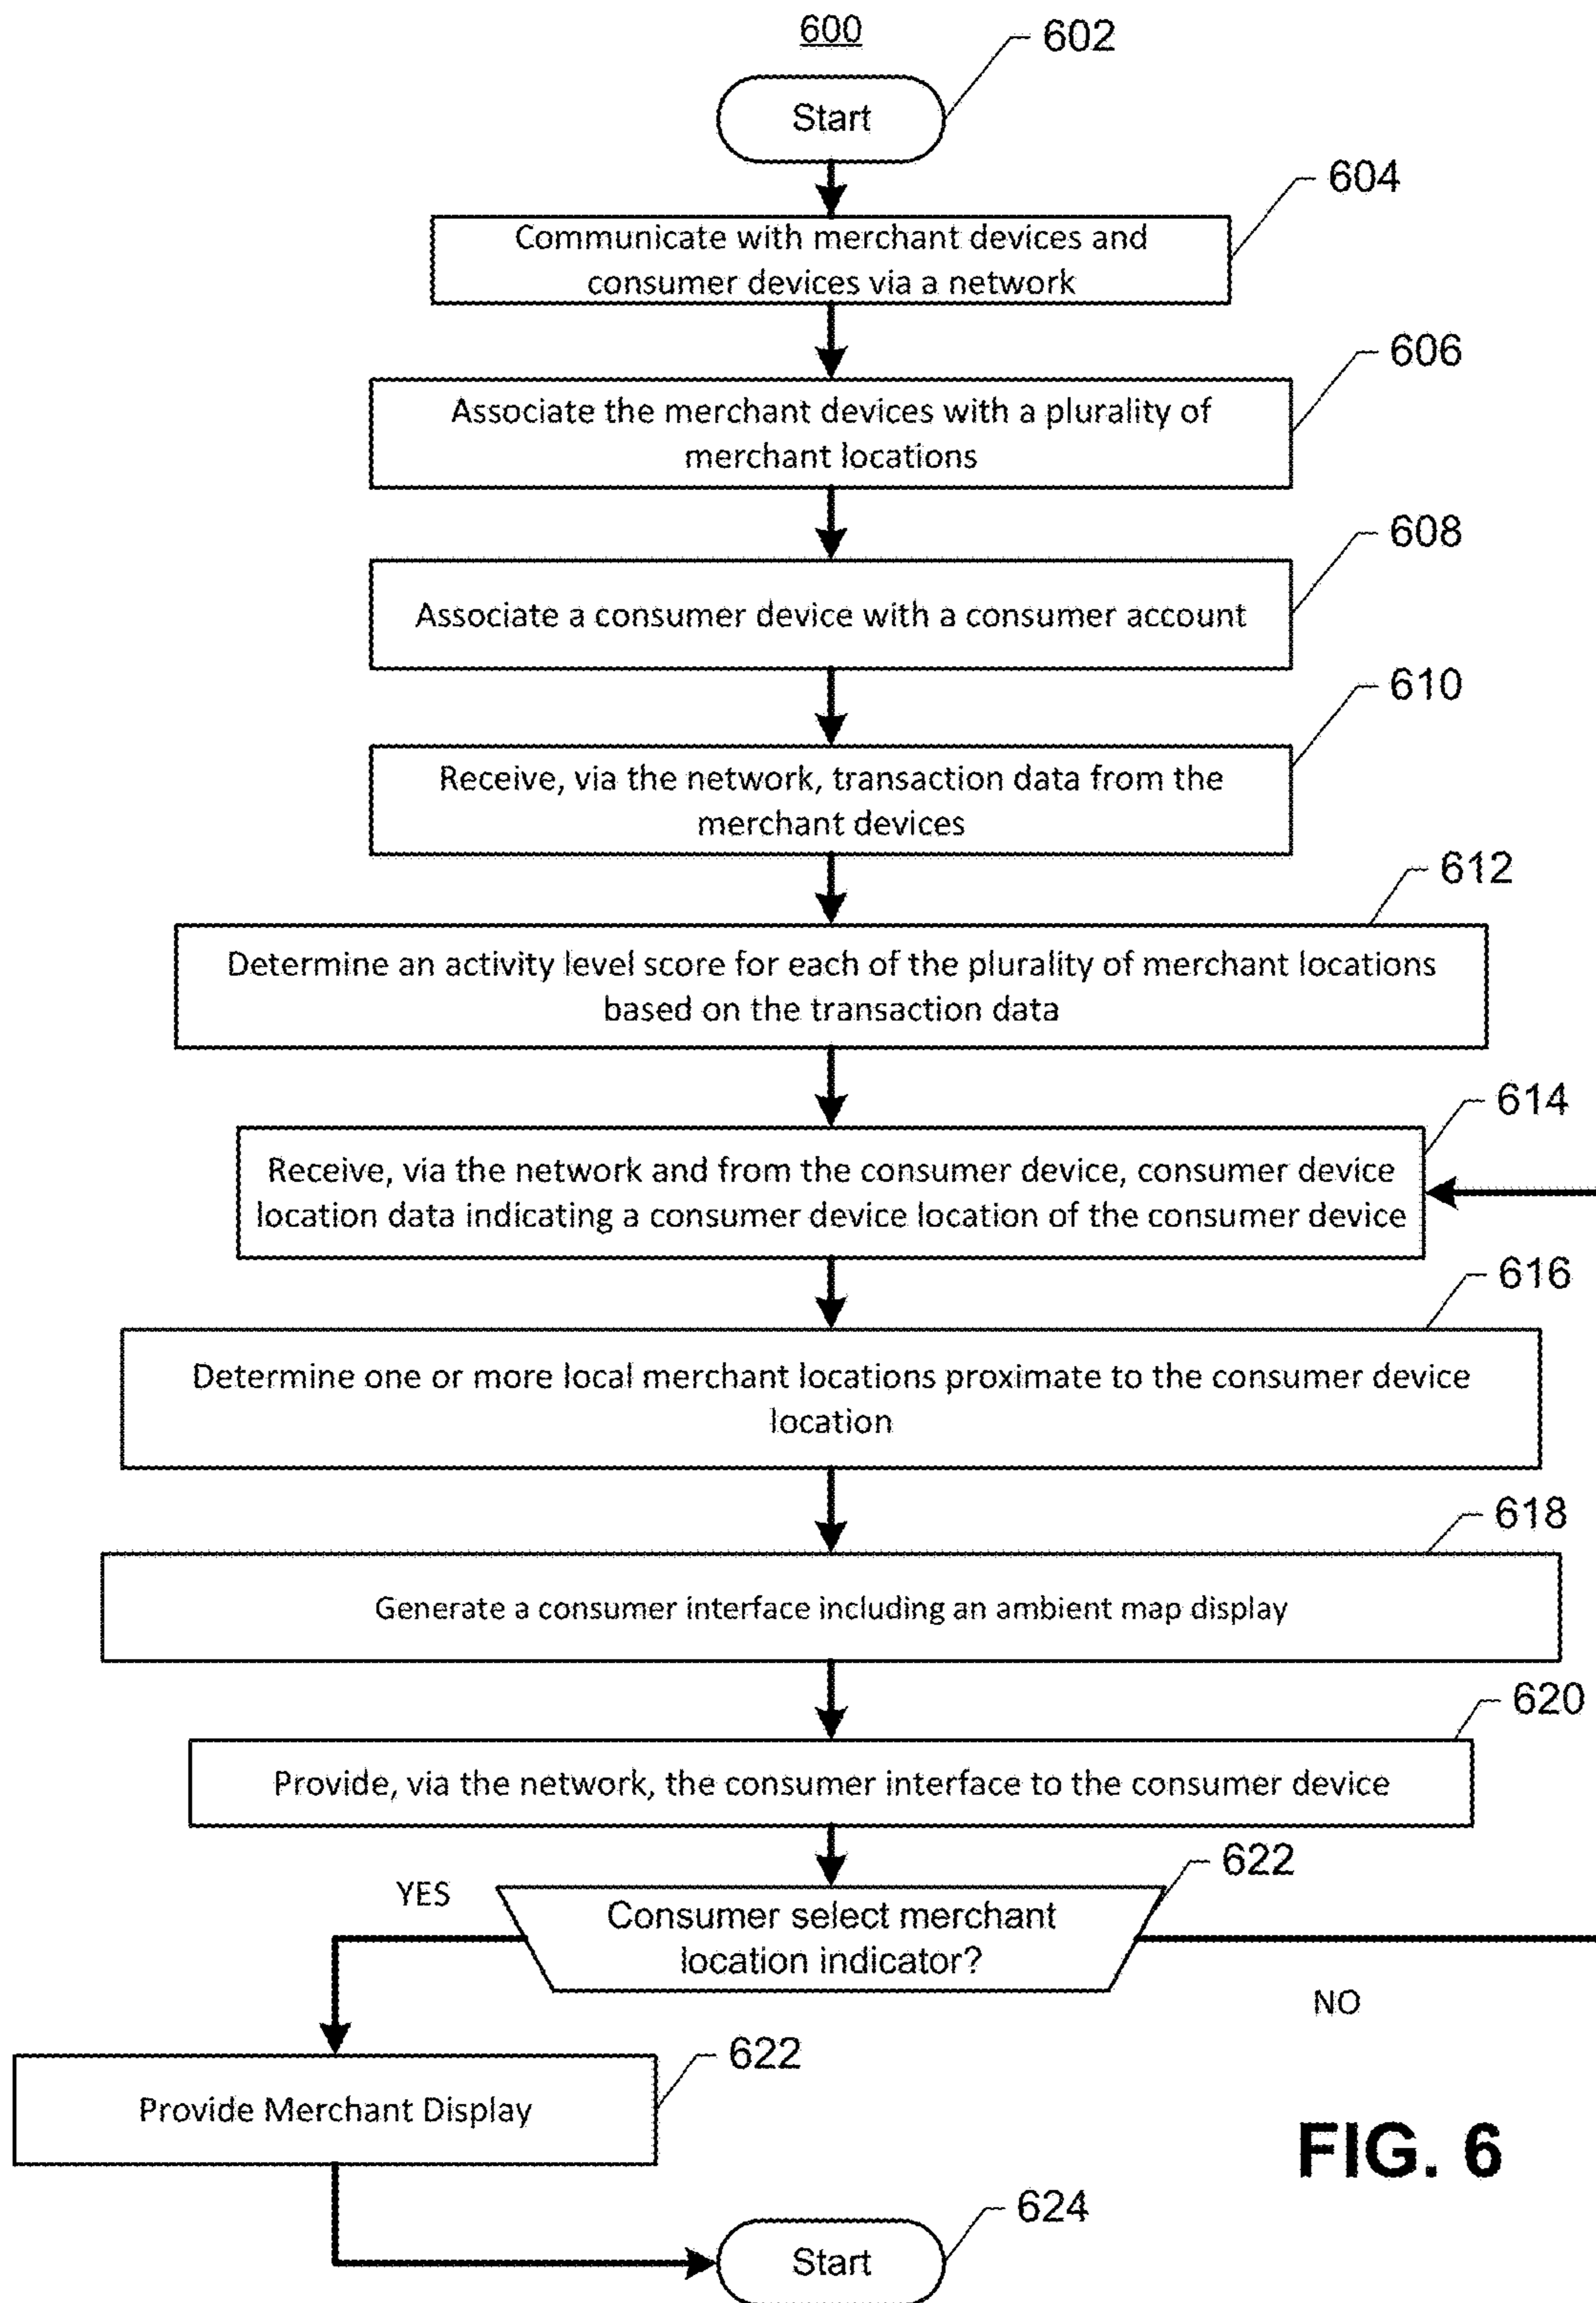 600
602
Start
604
Communicate with merchant devices and
consumer devices via a network
606
Associate the merchant devices with a plurality of
merchant locations
608
Associate a consumer device with a consumer account
610
Receive, via the network, transaction data from the
merchant devices
612
Determine an activity level score for each of the plurality of merchant locations
based on the transaction data
614
Receive, via the network and from the consumer device, consumer device
location data indicating a consumer device location of the consumer device
616
Determine one or more local merchant locations proximate to the consumer device
location
618
Generate a consumer interface including an ambient map display
620
Provide, via the network, the consumer interface to the consumer device
622
YES
Consumer select merchant
location indicator?
NO
622
Provide Merchant Display
FIG. 6
624
Start